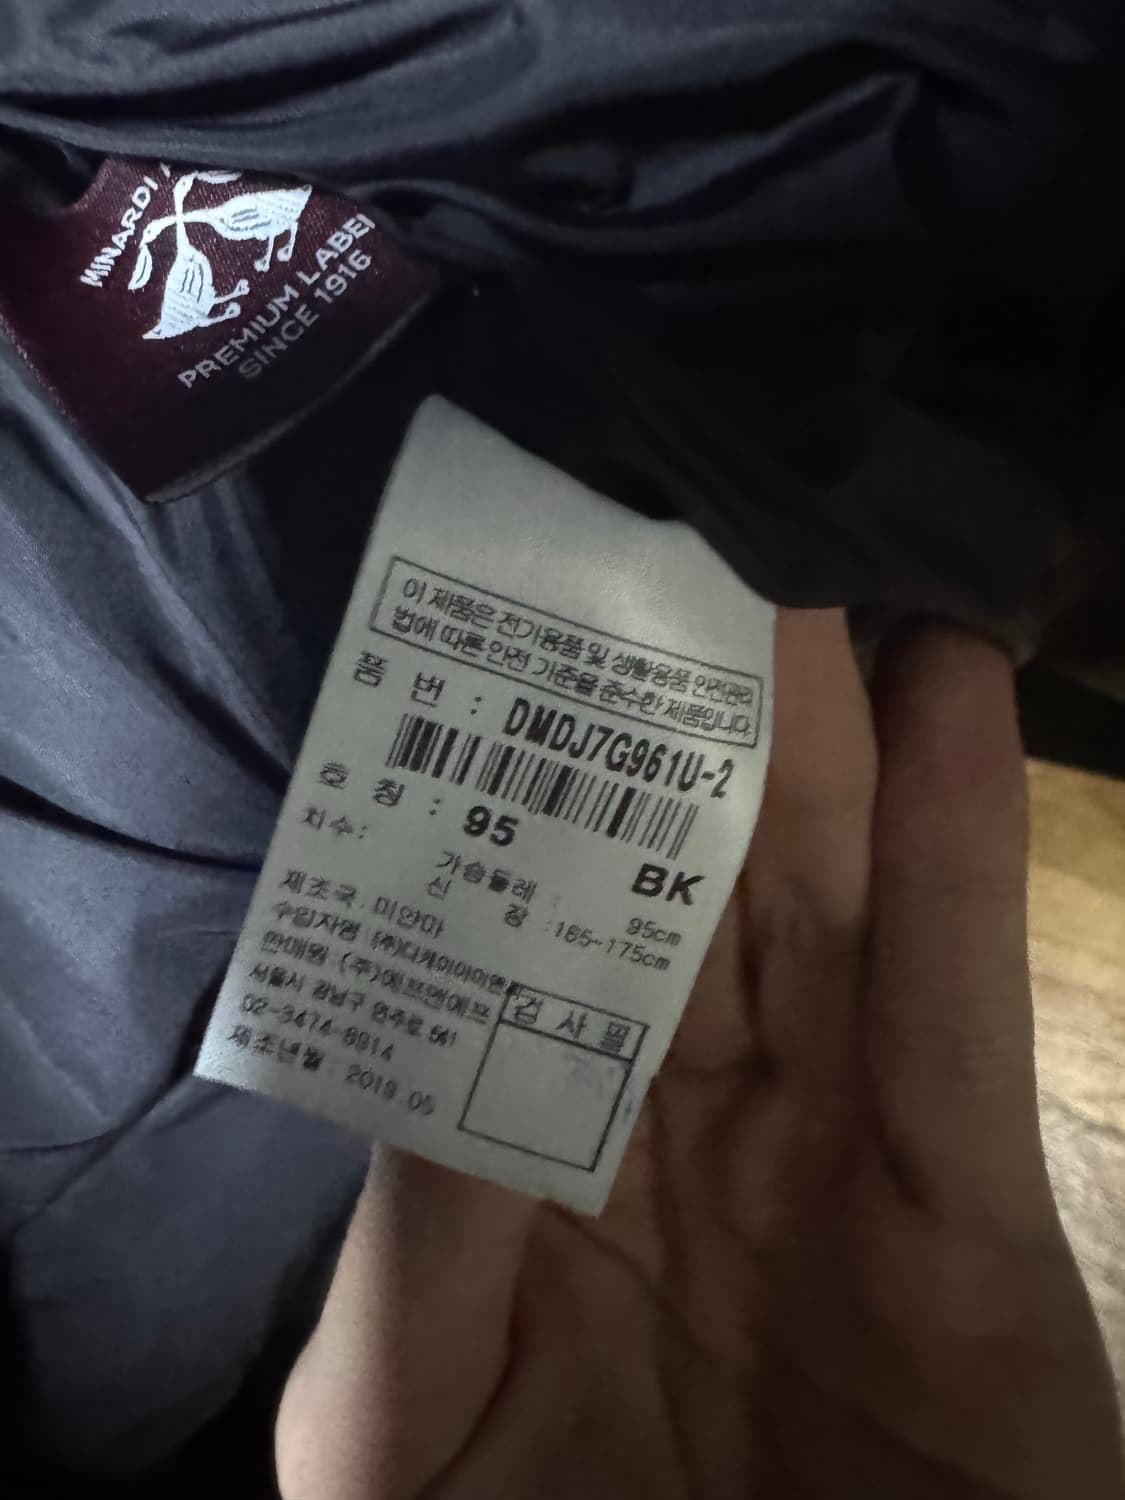 MINARDI
PREMIUM LABEL
SINCE 1916
이 제품은 전기용품 및 생활용품 안전관리
법에 따른 안전 기준을 준수한 제품입니다.
품 번 : DMDJ7G961U-2
호 칭 : 95 BK
치수:
가슴둘레 : 95cm
신 장 :165-175cm
제조국. 미얀마
수입자명 (주)디케이아이앤씨
판매원 (주)에프앤에프
서울시 강남구 언주로 541
02-3474-8914
제조년월 2019.05
검 사 필